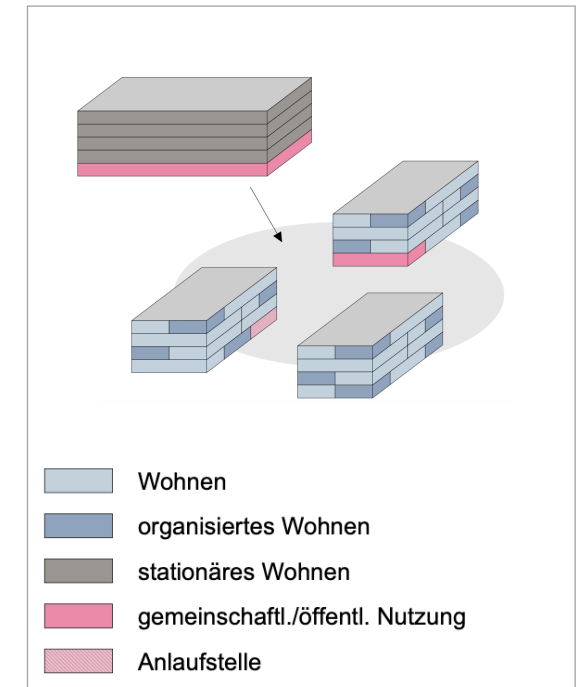 Wohnen
organisiertes Wohnen
stationäres Wohnen
gemeinschaftl./öffentl. Nutzung
Anlaufstelle